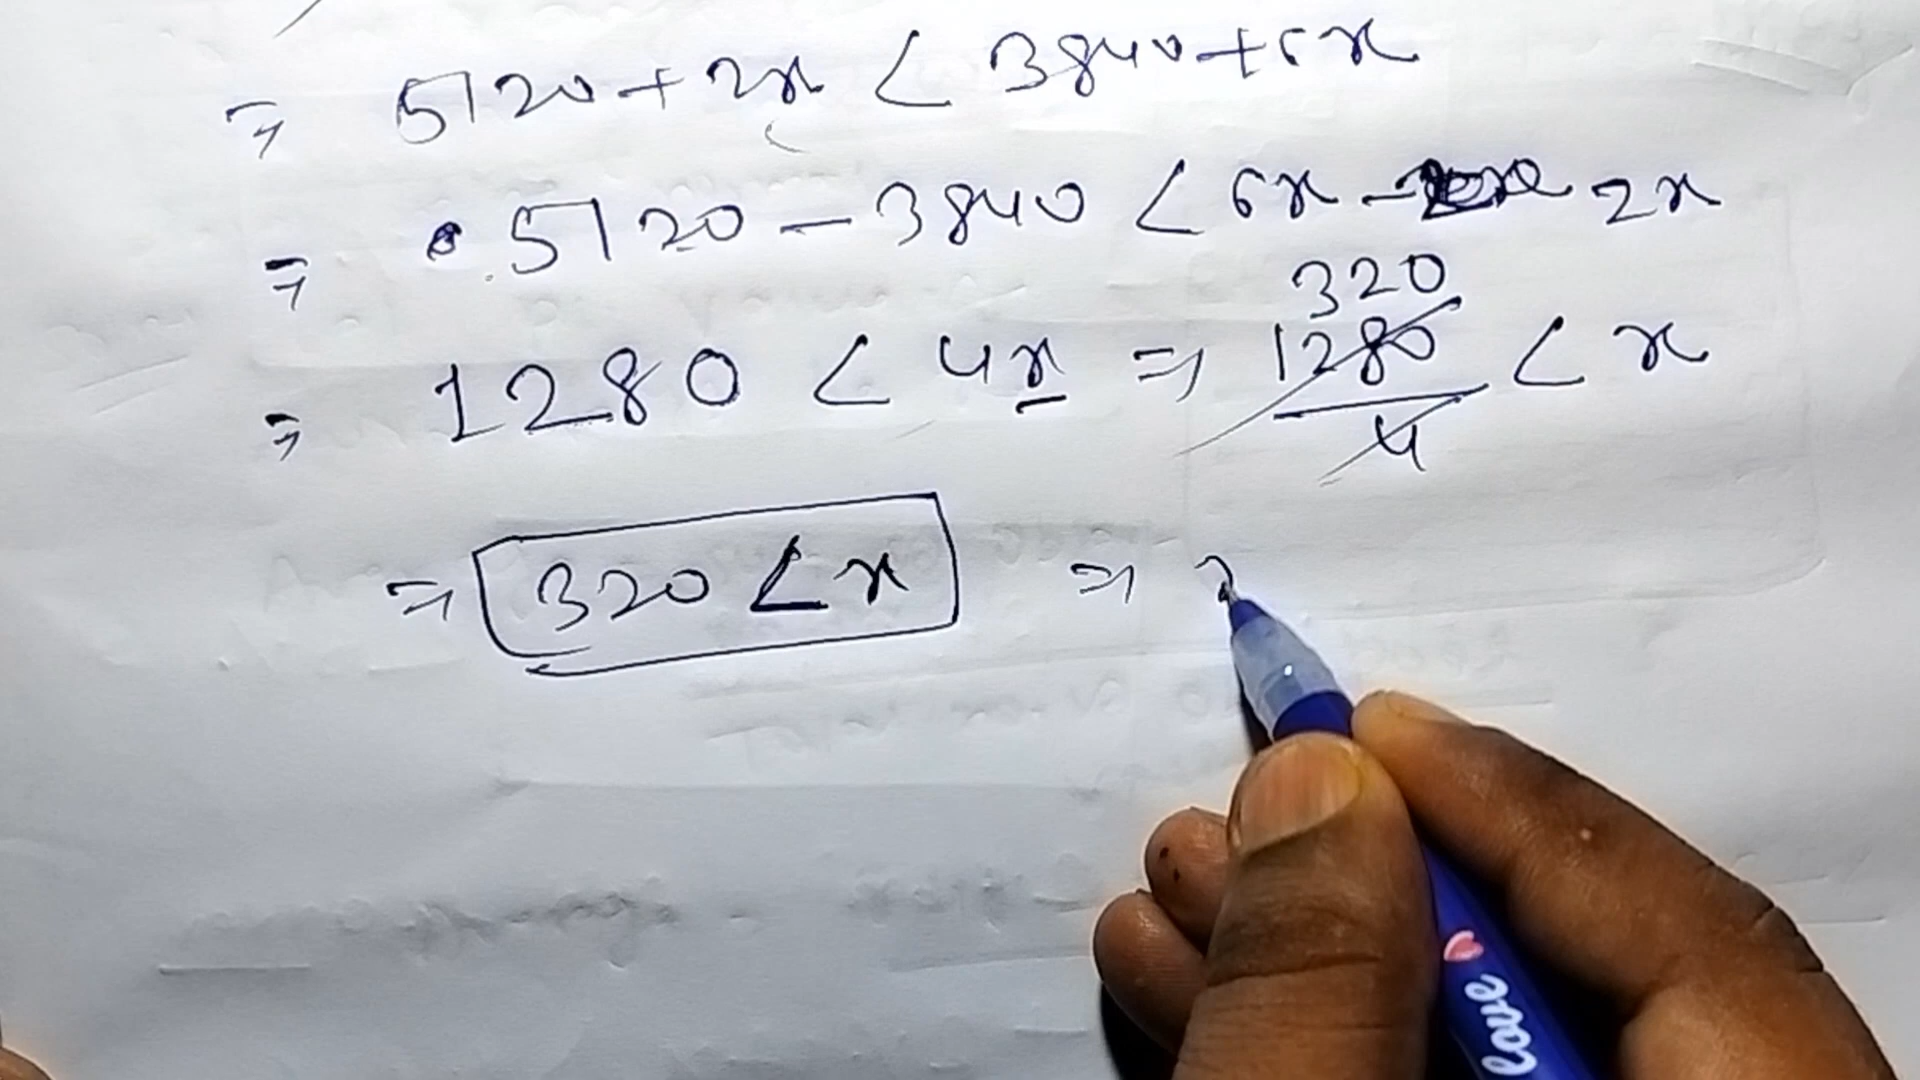 ⇒ 5120 + 2x < 3840 + 6x
⇒ 5120 - 3840 < 6x - 2x
⇒ 1280 < 4x ⇒ 1280/4 < x
320
⇒ 320 < x ⇒
Love